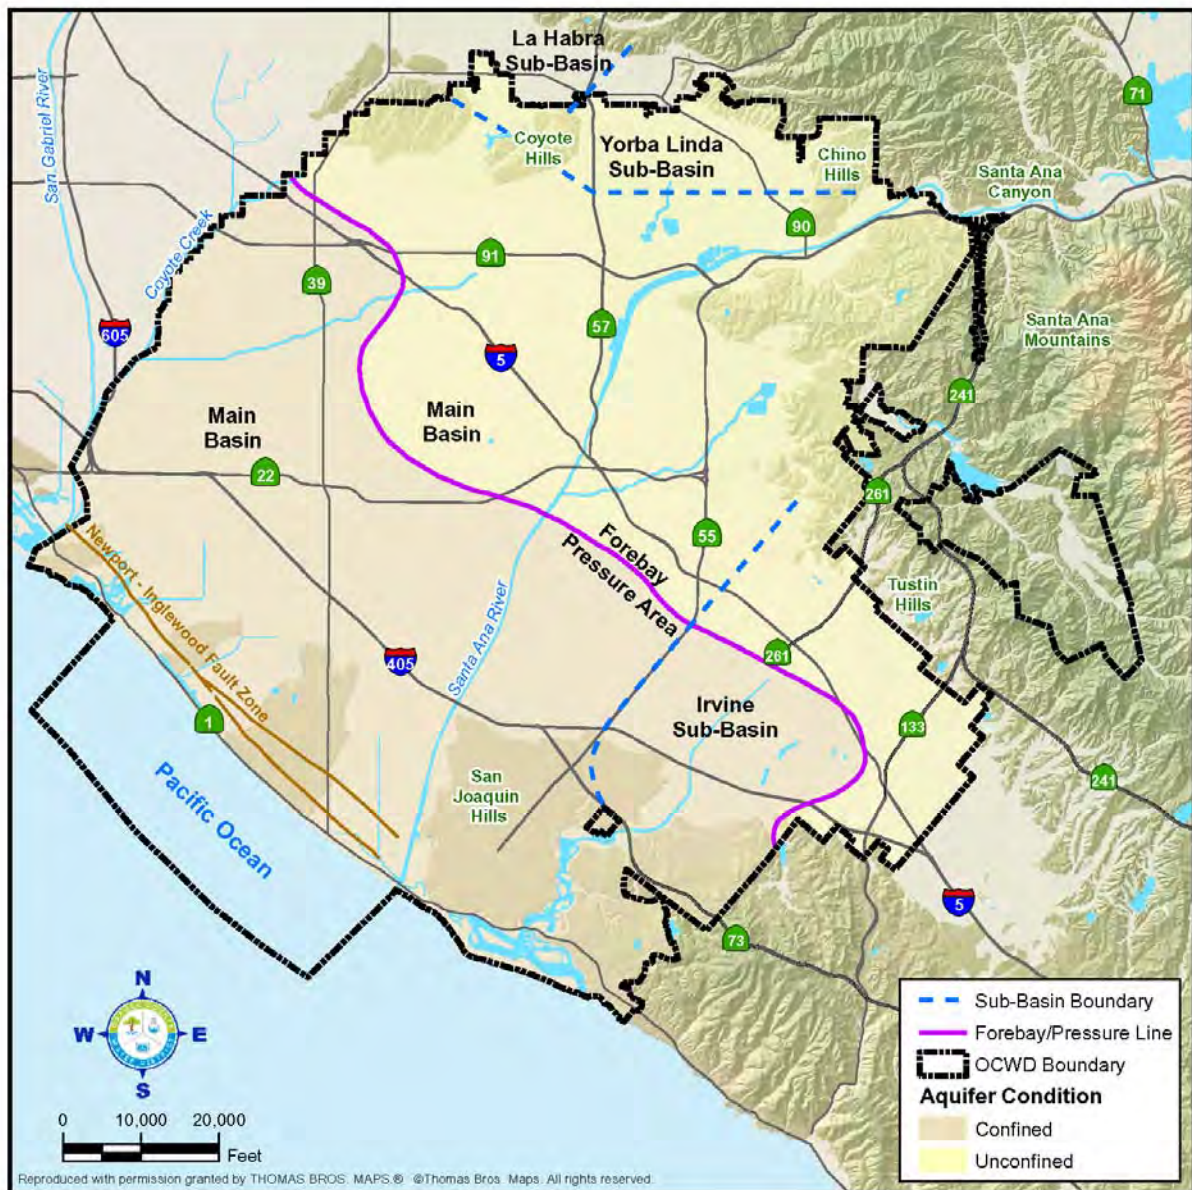 La Habra
Sub-Basin
71
San Gabriel River
Coyote
Hills
Yorba Linda
Sub-Basin
Chino
Hills
Santa Ana
Canyon
Coyote Creek
90
91
39
605
57
5
Santa Ana
Mountains
241
Main
Basin
Main
Basin
22
261
55
Forebay
Pressure Area
Newport - Inglewood Fault Zone
Santa Ana River
Tustin
Hills
261
405
Irvine
Sub-Basin
1
133
241
San
Joaquin
Hills
Pacific Ocean
5
73
N
W
E
S
0
10,000
20,000
Feet
Sub-Basin Boundary
Forebay/Pressure Line
OCWD Boundary
Aquifer Condition
Confined
Unconfined
Reproduced with permission granted by THOMAS BROS. MAPS.® ©Thomas Bros. Maps. All rights reserved.